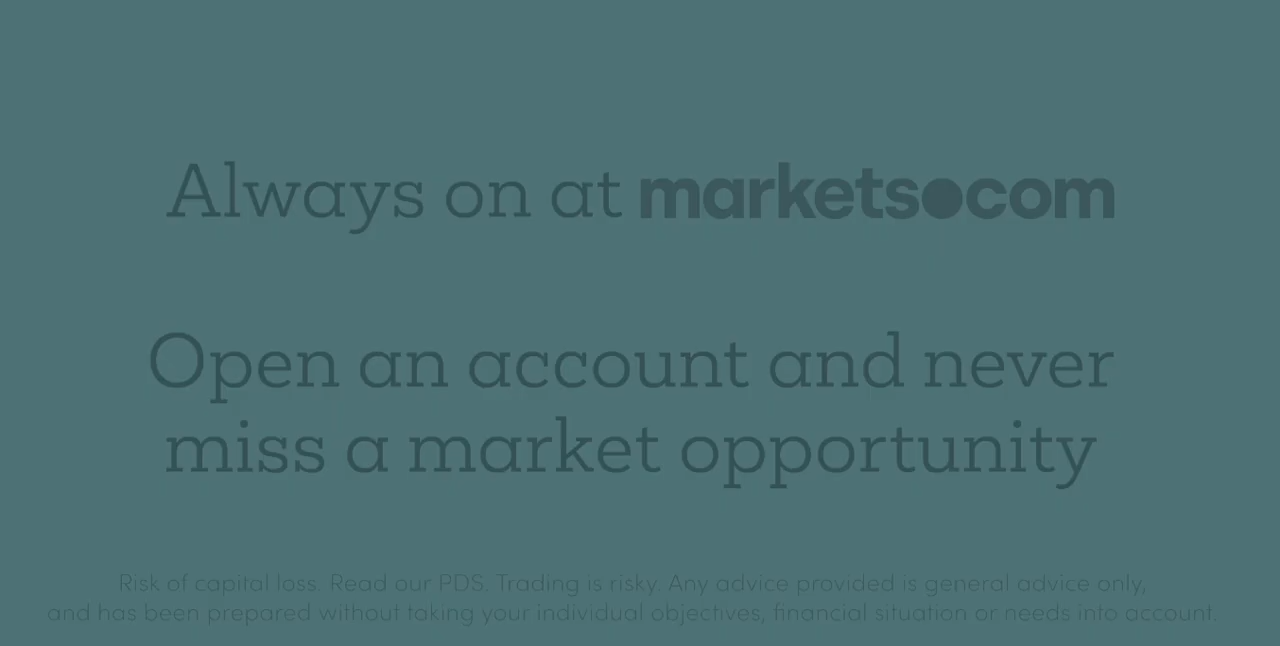 Always on at markets.com
Open an account and never
miss a market opportunity
Risk of capital loss. Read our PDS. Trading is risky. Any advice provided is general advice only,
and has been prepared without taking your individual objectives, financial situation or needs into account.